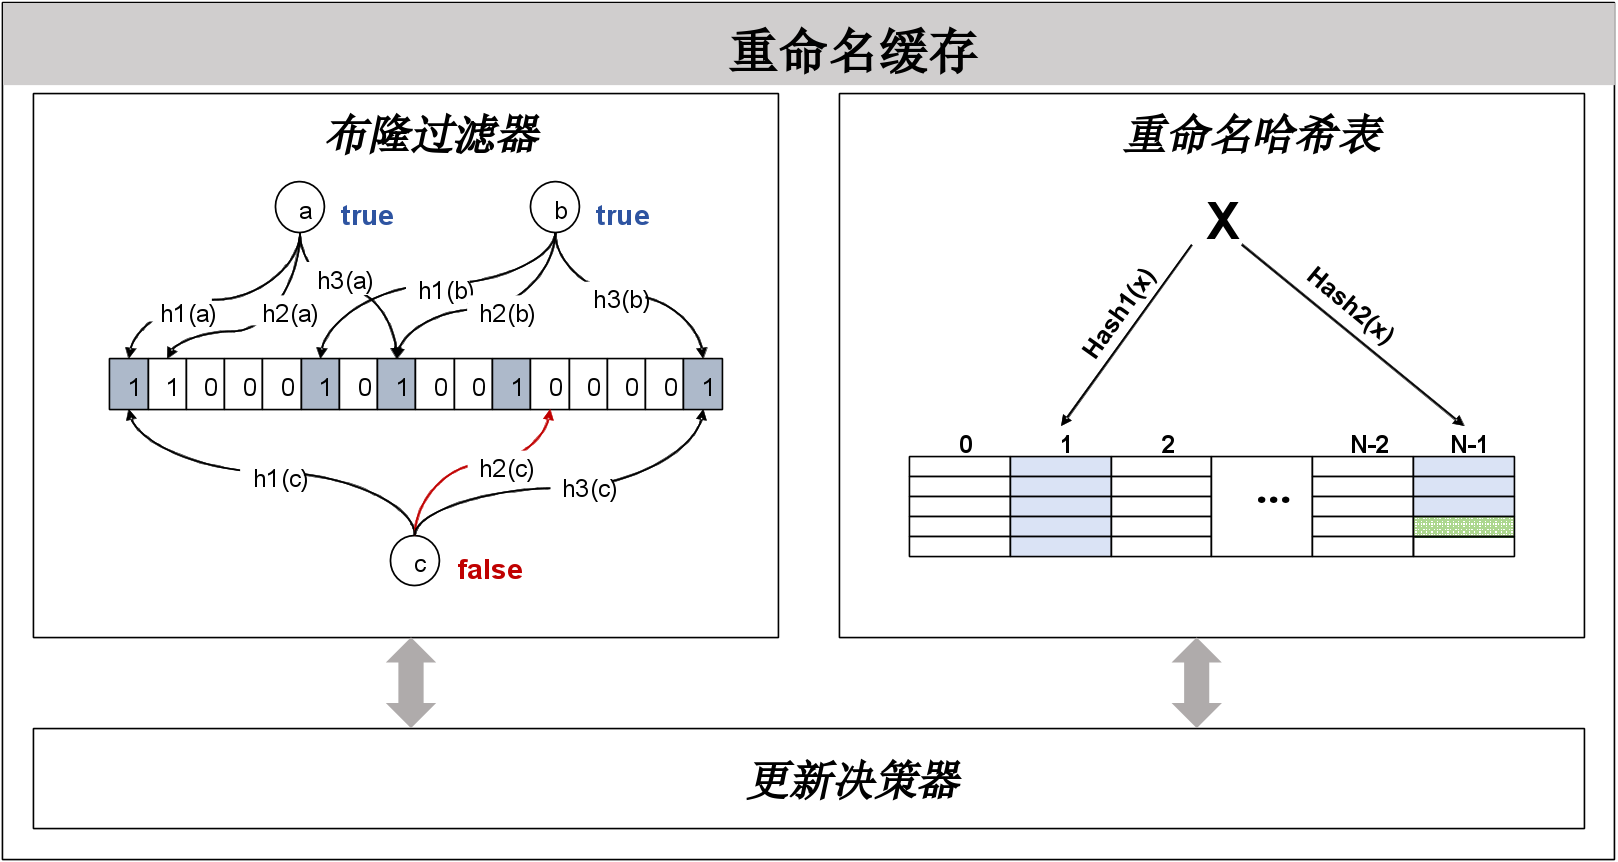 重命名缓存
布隆过滤器
a true b true
h3(a)
h1(b)
h3(b)
h1(a)
h2(a)
h2(b)
1 1 0 0 0 1 0 1 0 0 1 0 0 0 0 1
h2(c)
h1(c)
h3(c)
c false
重命名哈希表
X
Hash1(x)
Hash2(x)
0 1 2 N-2 N-1
...
更新决策器